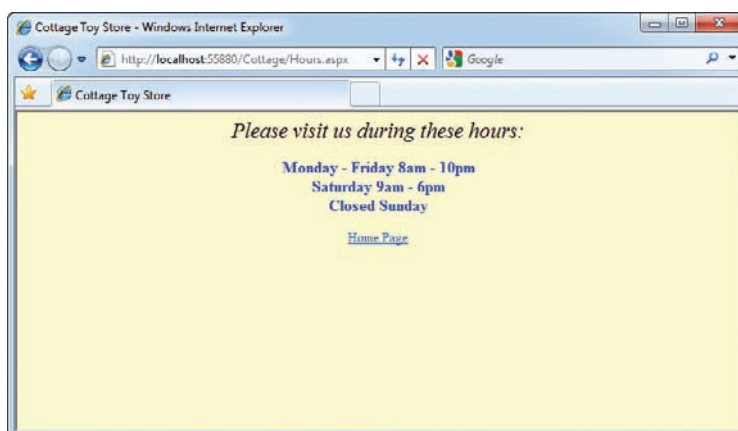 Cottage Toy Store - Windows Internet Explorer
http://localhost:55880/Cottage/Hours.aspx
Google
Cottage Toy Store
Please visit us during these hours:
Monday - Friday 8am - 10pm
Saturday 9am - 6pm
Closed Sunday
Home Page